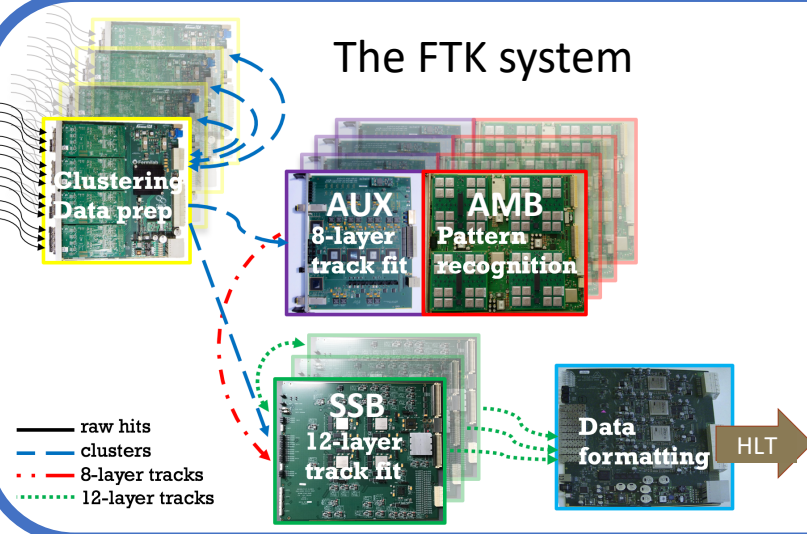 The FTK system
Clustering
Data prep
AUX
8-layer
track fit
AMB
Pattern
recognition
SSB
12-layer
track fit
Data
formatting
HLT
raw hits
clusters
8-layer tracks
12-layer tracks